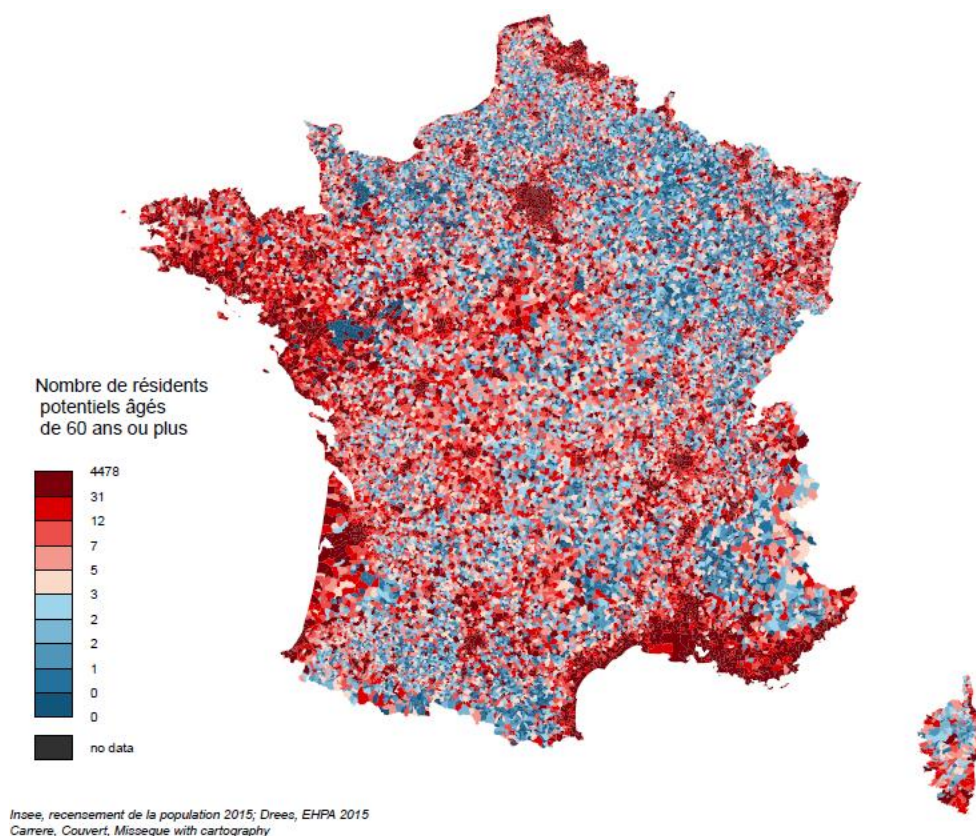 Nombre de résidents
potentiels âgés
de 60 ans ou plus
4478
31
12
7
5
3
2
2
1
0
0
no data
Insee, recensement de la population 2015; Drees, EHPA 2015
Carrere, Couvert, Missegue with cartography